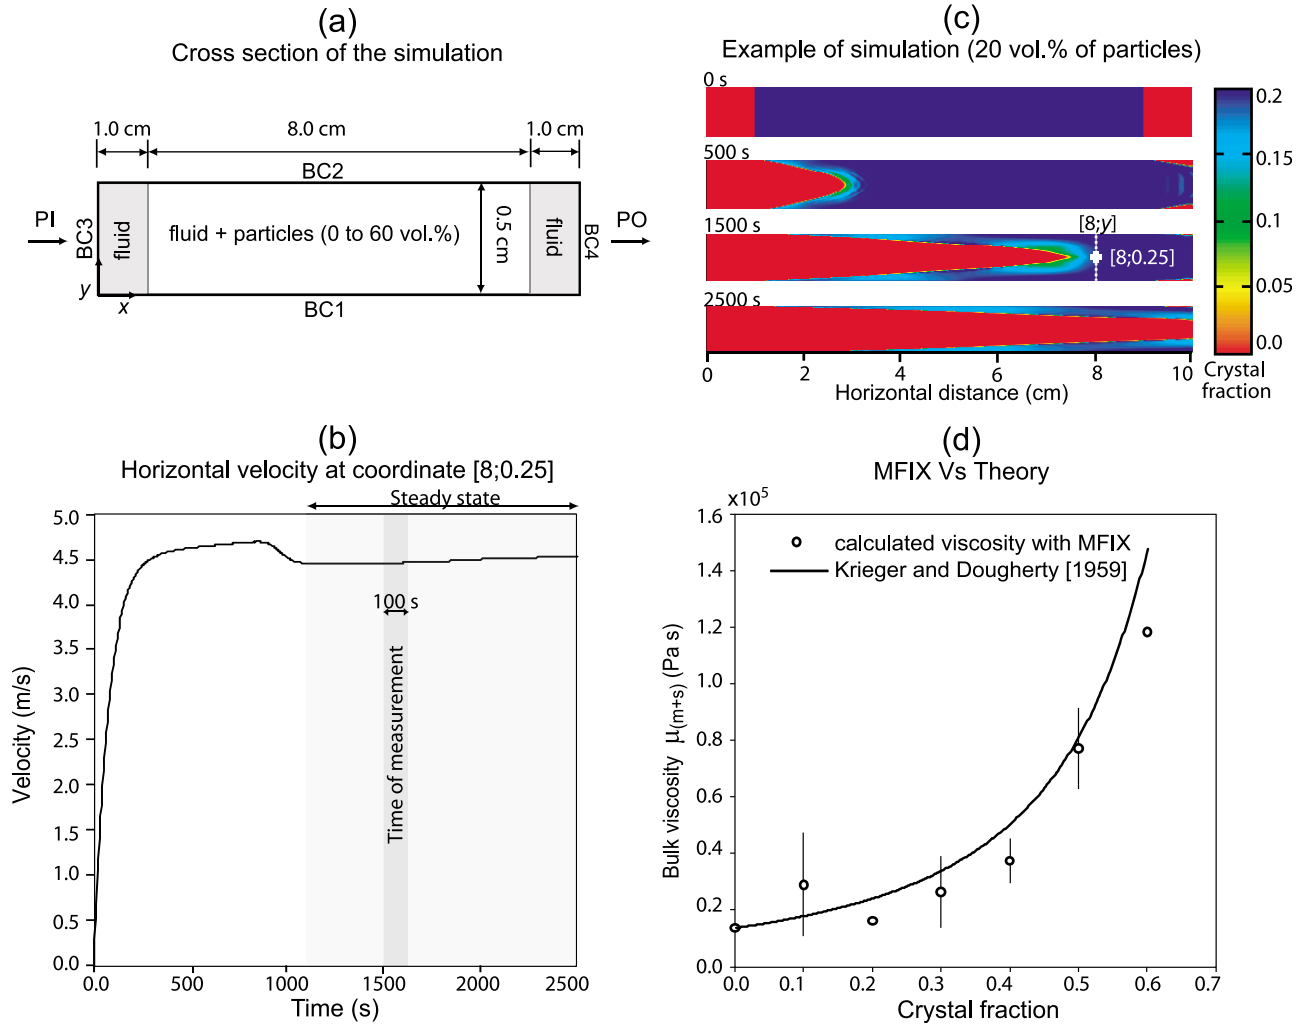 (a)
Cross section of the simulation
1.0 cm
8.0 cm
1.0 cm
BC2
PI
BC3
fluid
fluid + particles (0 to 60 vol.%)
0.5 cm
fluid
BC4
PO
y
x
BC1
(c)
Example of simulation (20 vol.% of particles)
0 s
500 s
1500 s
[8;y]
[8;0.25]
2500 s
0 2 4 6 8 10
Horizontal distance (cm)
0.2
0.15
0.1
0.05
0.0
Crystal
fraction
(b)
Horizontal velocity at coordinate [8;0.25]
Steady state
5.0
4.5
4.0
3.5
3.0
2.5
2.0
1.5
1.0
0.5
0.0
Velocity (m/s)
100 s
Time of measurement
0.0 500 1000 1500 2000 2500
Time (s)
(d)
MFIX Vs Theory
x10⁵
1.6
1.4
1.2
1.0
0.8
0.6
0.4
0.2
0.0
Bulk viscosity μ(m+s) (Pa s)
calculated viscosity with MFIX
Krieger and Dougherty [1959]
0.0 0.1 0.2 0.3 0.4 0.5 0.6 0.7
Crystal fraction